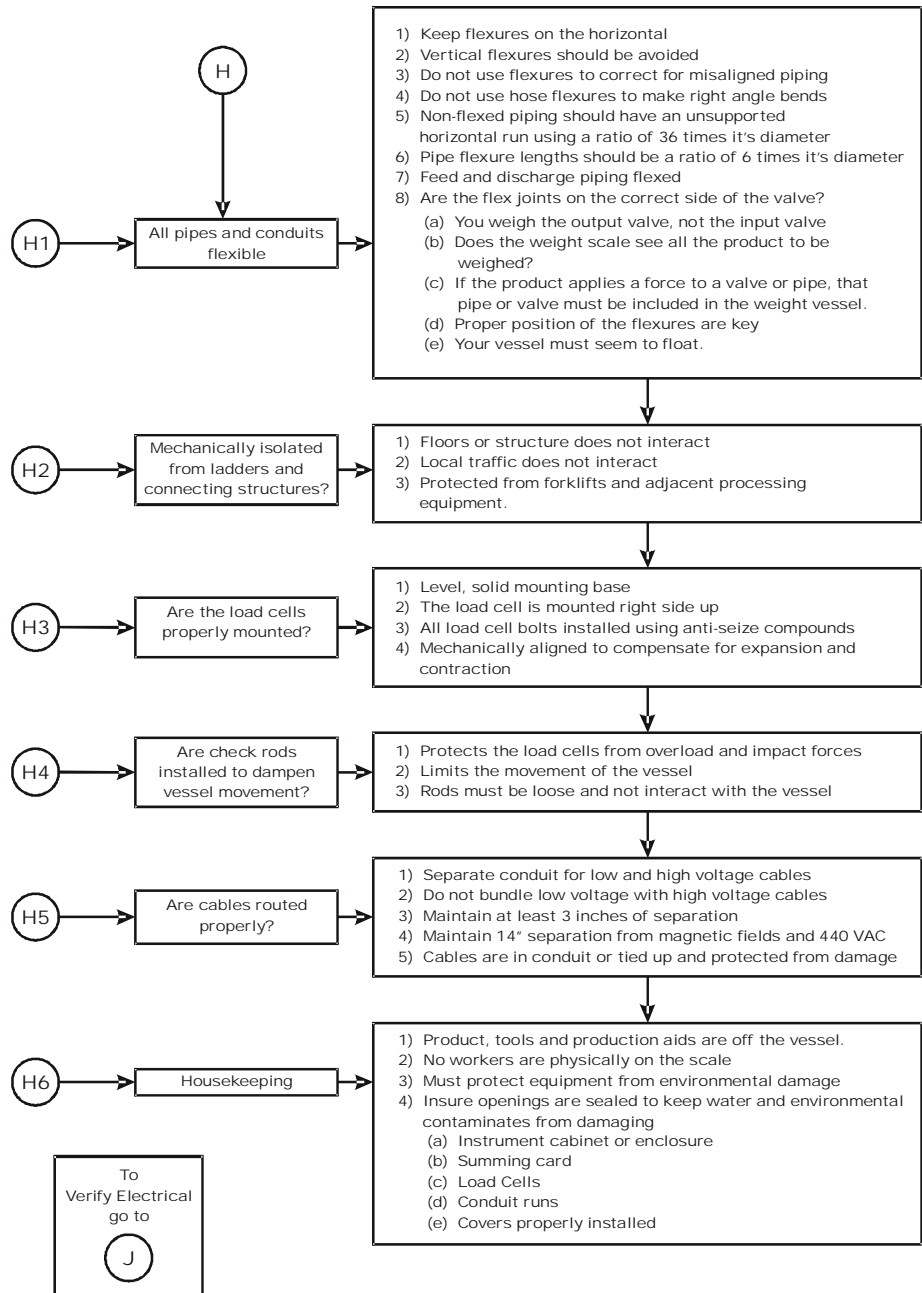 H
H1
All pipes and conduits
flexible
1) Keep flexures on the horizontal
2) Vertical flexures should be avoided
3) Do not use flexures to correct for misaligned piping
4) Do not use hose flexures to make right angle bends
5) Non-flexed piping should have an unsupported
horizontal run using a ratio of 36 times it's diameter
6) Pipe flexure lengths should be a ratio of 6 times it's diameter
7) Feed and discharge piping flexed
8) Are the flex joints on the correct side of the valve?
(a) You weigh the output valve, not the input valve
(b) Does the weight scale see all the product to be
weighed?
(c) If the product applies a force to a valve or pipe, that
pipe or valve must be included in the weight vessel.
(d) Proper position of the flexures are key
(e) Your vessel must seem to float.
H2
Mechanically isolated
from ladders and
connecting structures?
1) Floors or structure does not interact
2) Local traffic does not interact
3) Protected from forklifts and adjacent processing
equipment.
H3
Are the load cells
properly mounted?
1) Level, solid mounting base
2) The load cell is mounted right side up
3) All load cell bolts installed using anti-seize compounds
4) Mechanically aligned to compensate for expansion and
contraction
H4
Are check rods
installed to dampen
vessel movement?
1) Protects the load cells from overload and impact forces
2) Limits the movement of the vessel
3) Rods must be loose and not interact with the vessel
H5
Are cables routed
properly?
1) Separate conduit for low and high voltage cables
2) Do not bundle low voltage with high voltage cables
3) Maintain at least 3 inches of separation
4) Maintain 14" separation from magnetic fields and 440 VAC
5) Cables are in conduit or tied up and protected from damage
H6
Housekeeping
1) Product, tools and production aids are off the vessel.
2) No workers are physically on the scale
3) Must protect equipment from environmental damage
4) Insure openings are sealed to keep water and environmental
contaminates from damaging
(a) Instrument cabinet or enclosure
(b) Summing card
(c) Load Cells
(d) Conduit runs
(e) Covers properly installed
To
Verify Electrical
go to
J